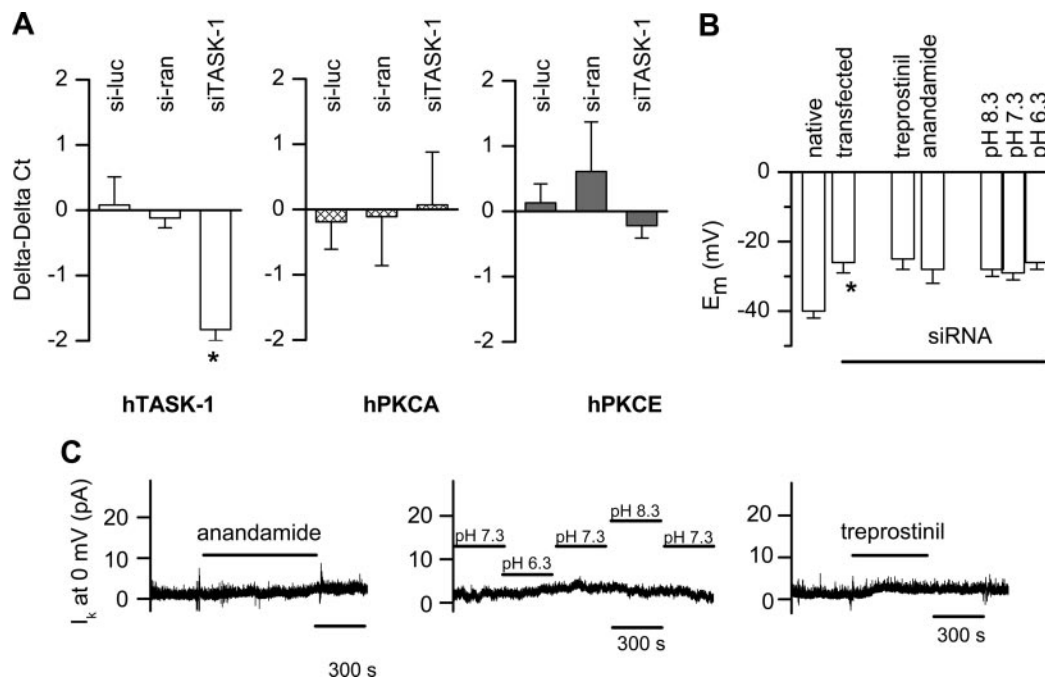 A
si-luc
si-ran
siTASK-1
si-luc
si-ran
siTASK-1
si-luc
si-ran
siTASK-1
Delta-Delta Ct
2
1
0
-1
-2
2
1
0
-1
-2
2
1
0
-1
-2
*
hTASK-1
hPKCA
hPKCE
B
native
transfected
treprostinil
anandamide
pH 8.3
pH 7.3
pH 6.3
Em (mV)
0
-20
-40
*
siRNA
C
Ik at 0 mV (pA)
20
10
0
anandamide
300 s
20
10
0
pH 7.3
pH 6.3
pH 7.3
pH 8.3
pH 7.3
300 s
20
10
0
treprostinil
300 s